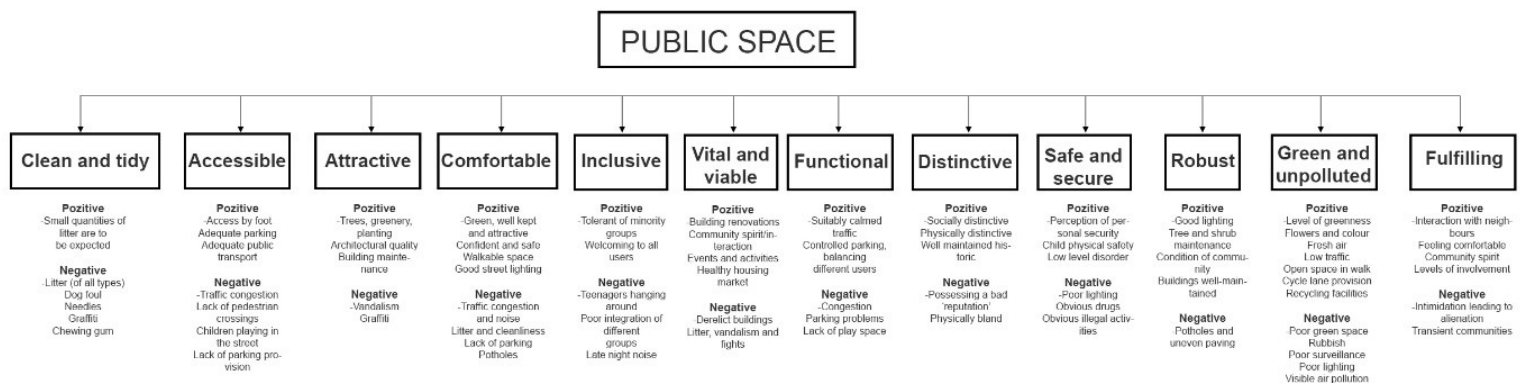 PUBLIC SPACE
Clean and tidy
Pozitive
-Small quantities of
litter are to
be expected
Negative
-Litter (of all types)
Dog foul
Needles
Graffiti
Chewing gum
Accessible
Pozitive
-Access by foot
Adequate parking
Adequate public
transport
Negative
-Traffic congestion
Lack of pedestrian
crossings
Children playing in
the street
Lack of parking pro-
vision
Attractive
Pozitive
-Trees, greenery,
planting
Architectural quality
Building mainte-
nance
Negative
-Vandalism
Graffiti
Comfortable
Pozitive
-Green, well kept
and attractive
Confident and safe
Walkable space
Good street lighting
Negative
-Traffic congestion
and noise
Litter and cleanliness
Lack of parking
Potholes
Inclusive
Pozitive
-Tolerant of minority
groups
Welcoming to all
users
Negative
-Teenagers hanging
around
Poor integration of
different
groups
Late night noise
Vital and
viable
Pozitive
-Building renovations
Community spirit/in-
teraction
Events and activities
Healthy housing
market
Negative
-Derelict buildings
Litter, vandalism and
fights
Functional
Pozitive
-Suitably calmed
traffic
Controlled parking,
balancing
different users
Negative
-Congestion
Parking problems
Lack of play space
Distinctive
Pozitive
-Socially distinctive
Physically distinctive
Well maintained his-
toric
Negative
-Possessing a bad
'reputation'
Physically bland
Safe and
secure
Pozitive
-Perception of per-
sonal security
Child physical safety
Low level disorder
Negative
-Poor lighting
Obvious drugs
Obvious illegal activ-
ities
Robust
Pozitive
-Good lighting
Tree and shrub
maintenance
Condition of commu-
nity
Buildings well-main-
tained
Negative
-Potholes and
uneven paving
Green and
unpolluted
Pozitive
-Level of greenness
Flowers and colour
Fresh air
Low traffic
Open space in walk
Cycle lane provision
Recycling facilities
Negative
-Poor green space
Rubbish
Poor surveillance
Poor lighting
Visible air pollution
Fulfilling
Pozitive
-Interaction with neigh-
bours
Feeling comfortable
Community spirit
Levels of involvement
Negative
-Intimidation leading to
alienation
Transient communities